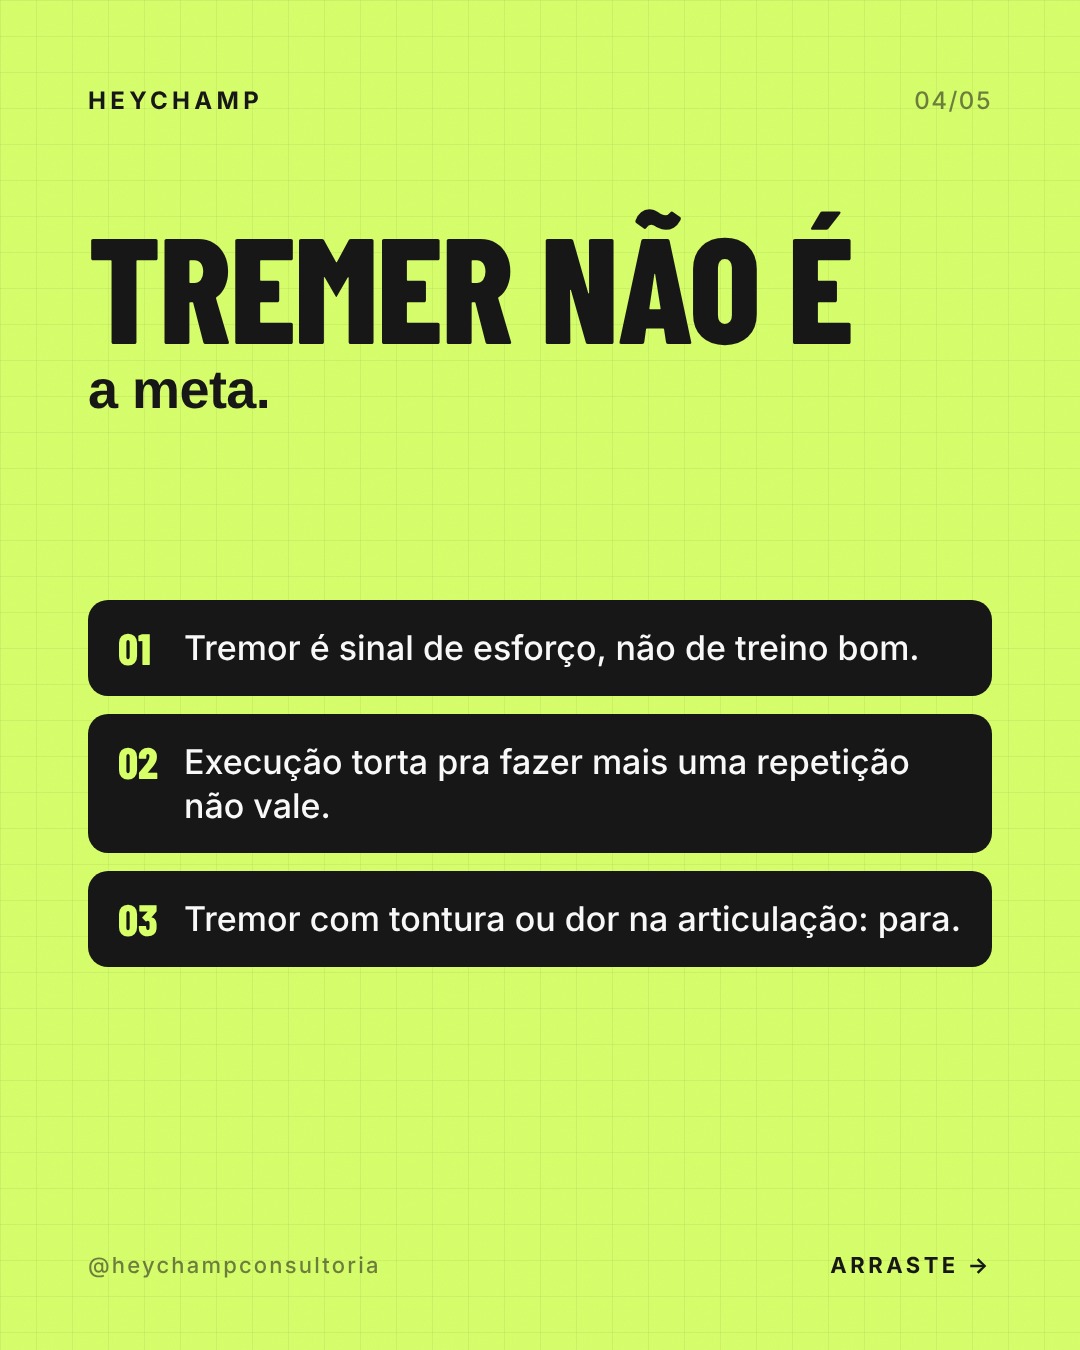 HEYCHAMP
04/05
TREMER NÃO É
a meta.
01 Tremor é sinal de esforço, não de treino bom.
02 Execução torta pra fazer mais uma repetição
não vale.
03 Tremor com tontura ou dor na articulação: para.
@heychampconsultoria
ARRASTE →